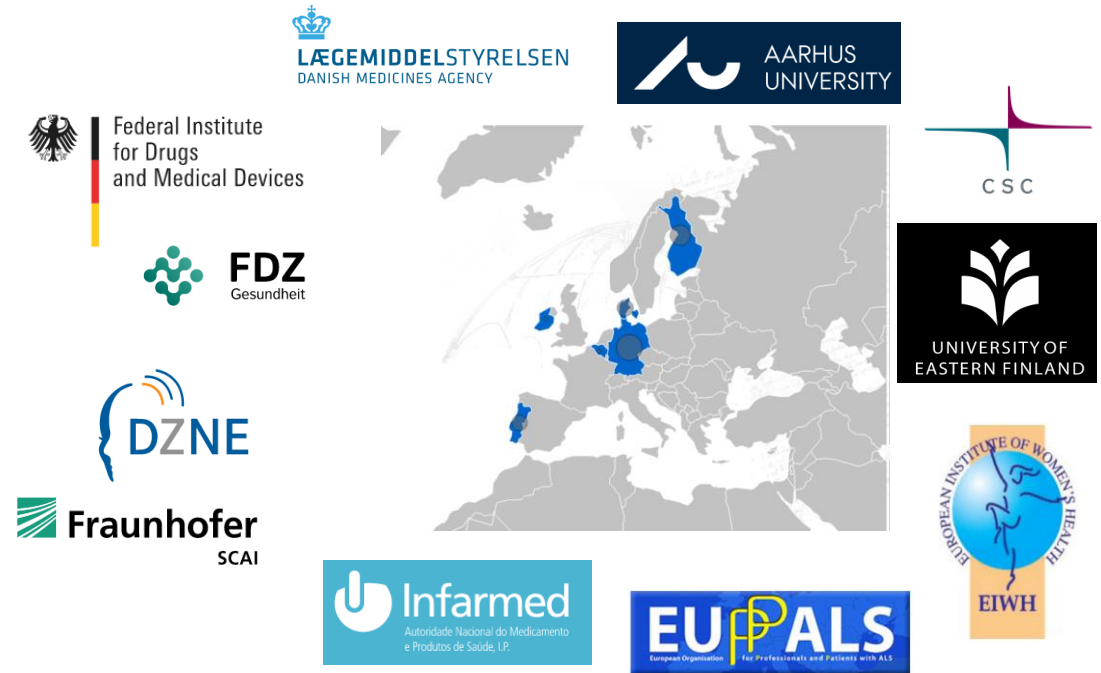 LÆGEMIDDELSTYRELSEN
DANISH MEDICINES AGENCY
AARHUS
UNIVERSITY
Federal Institute
for Drugs
and Medical Devices
CSC
FDZ
Gesundheit
UNIVERSITY OF
EASTERN FINLAND
DZNE
EUROPEAN INSTITUTE OF WOMEN'S HEALTH
EIWH
Fraunhofer
SCAI
Infarmed
Autoridade Nacional do Medicamento
e Produtos de Saúde, I.P.
EUPPALS
European Organisation for Professionals and Patients with ALS